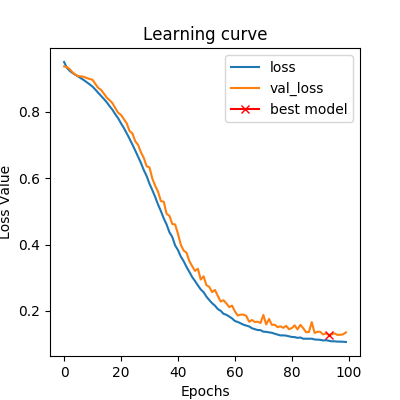 Learning curve
loss
val_loss
best model
0.8
0.6
0.4
0.2
Loss Value
0 20 40 60 80 100
Epochs